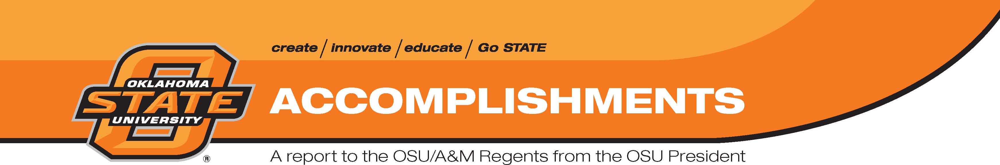 create / innovate / educate / Go STATE
OKLAHOMA
STATE
UNIVERSITY
®
ACCOMPLISHMENTS
A report to the OSU/A&M Regents from the OSU President